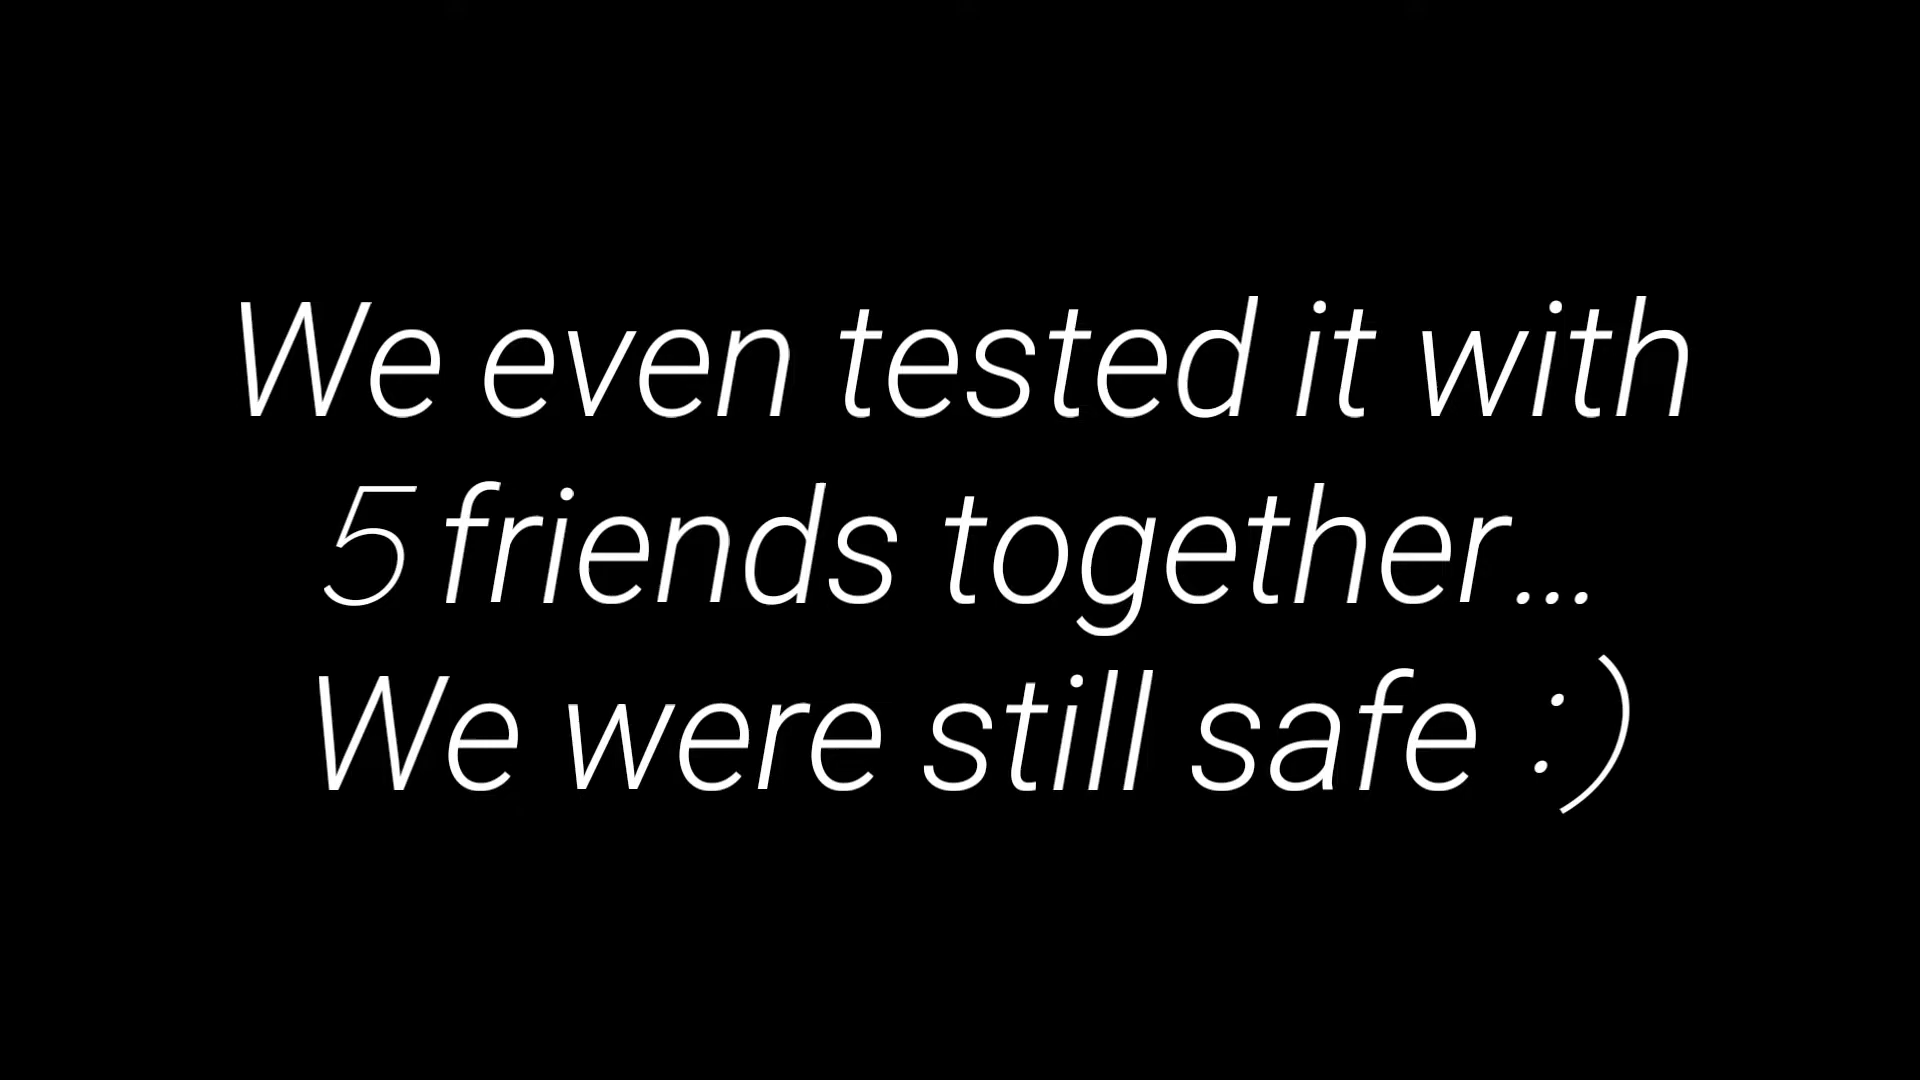 We even tested it with
5 friends together...
We were still safe :)